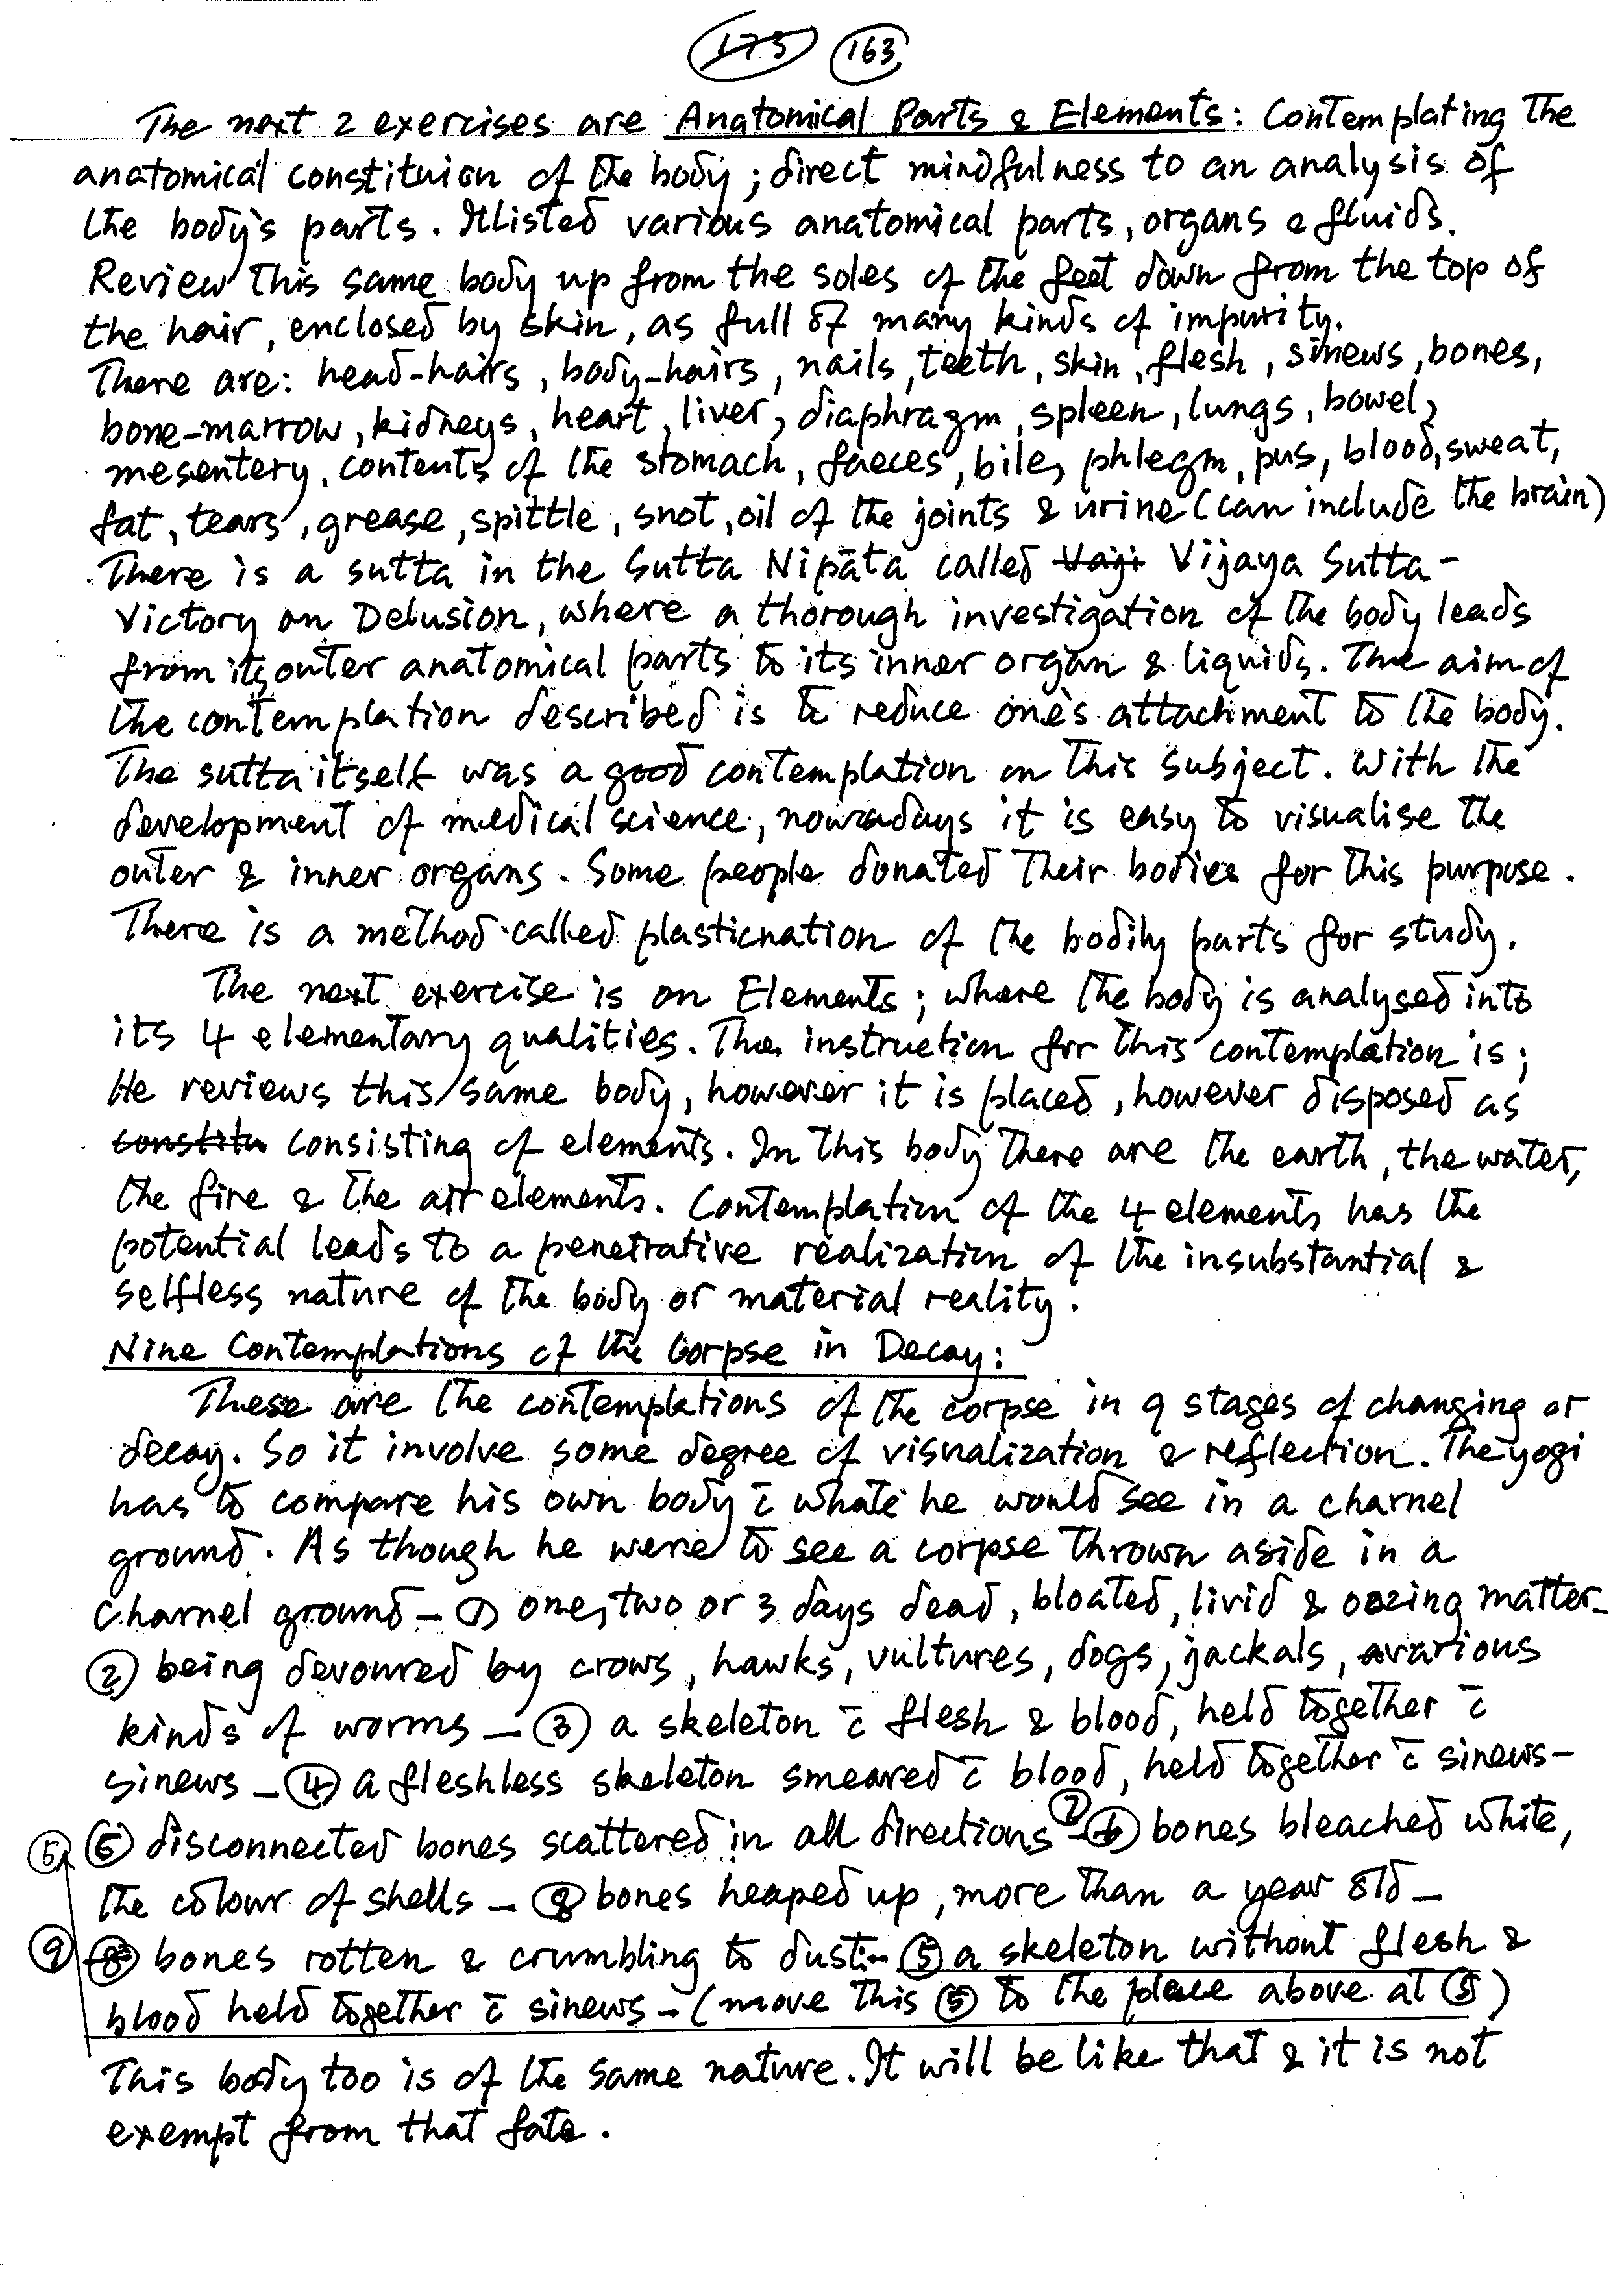 175 163
The next 2 exercises are Anatomical Parts & Elements: Contemplating the
anatomical constituion of the body; direct mindfulness to an analysis of
the body's parts. It listed various anatomical parts, organs & fluids.
Review this same body up from the soles of the feet down from the top of
the hair, enclosed by skin, as full of many kinds of impurity.
There are: head-hairs, body-hairs, nails, teeth, skin, flesh, sinews, bones,
bone-marrow, kidneys, heart, liver, diaphragm, spleen, lungs, bowel,
mesentery, contents of the stomach, faeces, bile, phlegm, pus, blood, sweat,
fat, tears, grease, spittle, snot, oil of the joints & urine (can include the brain)
There is a sutta in the Sutta Nipāta called Vaji Vijaya Sutta-
Victory on Delusion, where a thorough investigation of the body leads
from its outer anatomical parts to its inner organ & liquids. The aim of
the contemplation described is to reduce one's attachment to the body.
The sutta itself was a good contemplation on this subject. With the
development of medical science, nowadays it is easy to visualise the
outer & inner organs. Some people donated their bodies for this purpose.
There is a method called plasticnation of the bodily parts for study.
The next exercise is on Elements; where the body is analysed into
its 4 elementary qualities. The instruction for this contemplation is;
He reviews this same body, however it is placed, however disposed as
constitu consisting of elements. In this body there are the earth, the water,
the fire & the air elements. Contemplation of the 4 elements has the
potential leads to a penetrative realization of the insubstantial &
selfless nature of the body or material reality.
Nine Contemplations of the Corpse in Decay:
These are the contemplations of the corpse in 9 stages of changing or
decay. So it involve some degree of visualization & reflection. The yogi
has to compare his own body c̄ whate he would see in a charnel
ground. As though he were to see a corpse thrown aside in a
charnel ground – ① one, two or 3 days dead, bloated, livid & oozing matter –
② being devoured by crows, hawks, vultures, dogs, jackals, various
kinds of worms – ③ a skeleton c̄ flesh & blood, held together c̄
sinews – ④ a fleshless skeleton smeared c̄ blood, held together c̄ sinews –
⑤ ⑥ disconnected bones scattered in all directions – ⑦ ⑥ bones bleached white,
the colour of shells – ⑧ bones heaped up, more than a year old –
⑨ ⑧ bones rotten & crumbling to dust – ⑤ a skeleton without flesh &
blood held together c̄ sinews – (move this ⑤ to the place above at ⑤)
This body too is of the same nature. It will be like that & it is not
exempt from that fate.